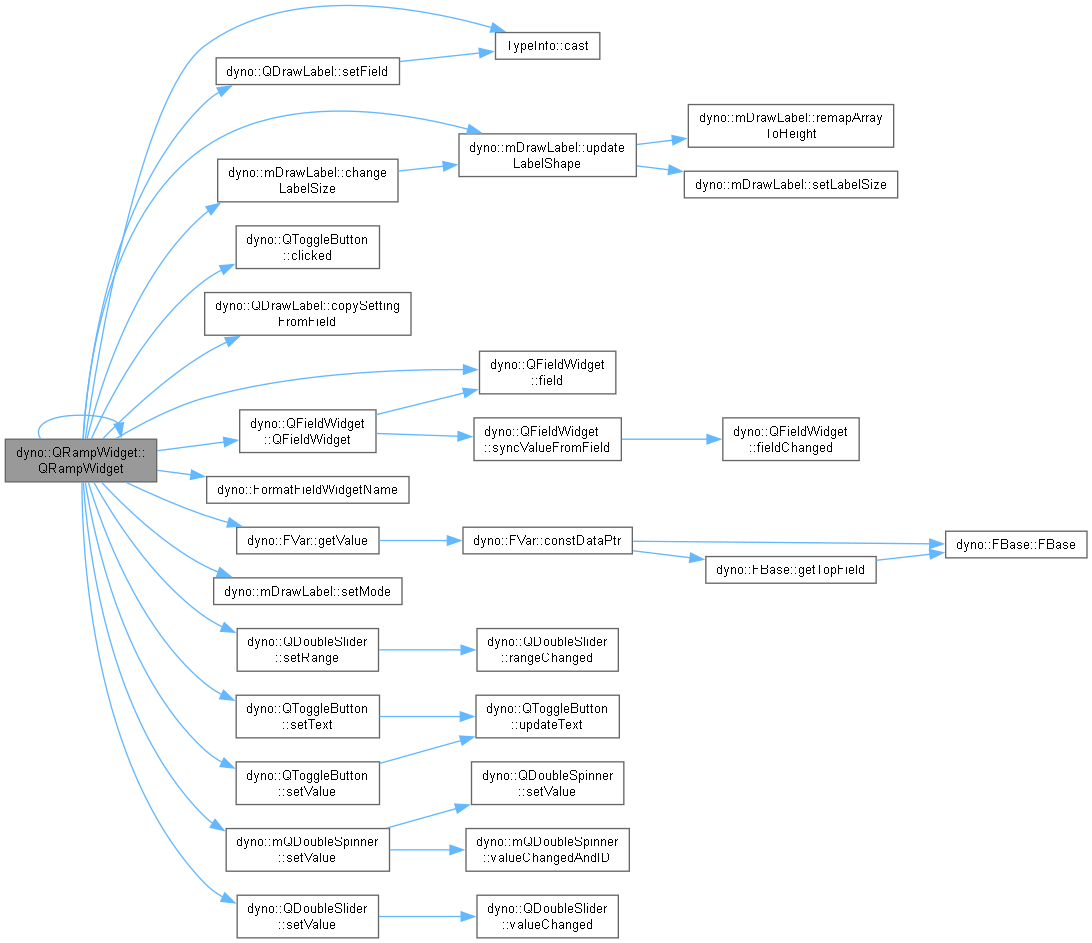 TypeInfo::cast
dyno::QDrawLabel::setField
dyno::mDrawLabel::remapArray
ToHeight
dyno::mDrawLabel::update
LabelShape
dyno::mDrawLabel::change
LabelSize
dyno::mDrawLabel::setLabelSize
dyno::QToggleButton
::clicked
dyno::QDrawLabel::copySetting
FromField
dyno::QFieldWidget
::field
dyno::QFieldWidget
::QFieldWidget
dyno::QFieldWidget
::syncValueFromField
dyno::QFieldWidget
::fieldChanged
dyno::QRampWidget::
QRampWidget
dyno::FormatFieldWidgetName
dyno::FVar::getValue
dyno::FVar::constDataPtr
dyno::FBase::FBase
dyno::FBase::getTopField
dyno::mDrawLabel::setMode
dyno::QDoubleSlider
::setRange
dyno::QDoubleSlider
::rangeChanged
dyno::QToggleButton
::setText
dyno::QToggleButton
::updateText
dyno::QToggleButton
::setValue
dyno::QDoubleSpinner
::setValue
dyno::mQDoubleSpinner
::setValue
dyno::mQDoubleSpinner
::valueChangedAndID
dyno::QDoubleSlider
::setValue
dyno::QDoubleSlider
::valueChanged